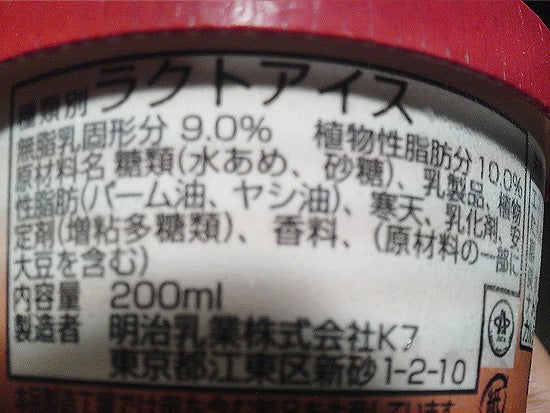 種類別 ラクトアイス
無脂乳固形分 9.0% 植物性脂肪分 10.0%
原材料名 糖類(水あめ、砂糖)、乳製品、植物
性脂肪(パーム油、ヤシ油)、寒天、乳化剤、安
定剤(増粘多糖類)、香料、(原材料の一部に
大豆を含む)
内容量 200ml
製造者 明治乳業株式会社K7
東京都江東区新砂1-2-10
紙